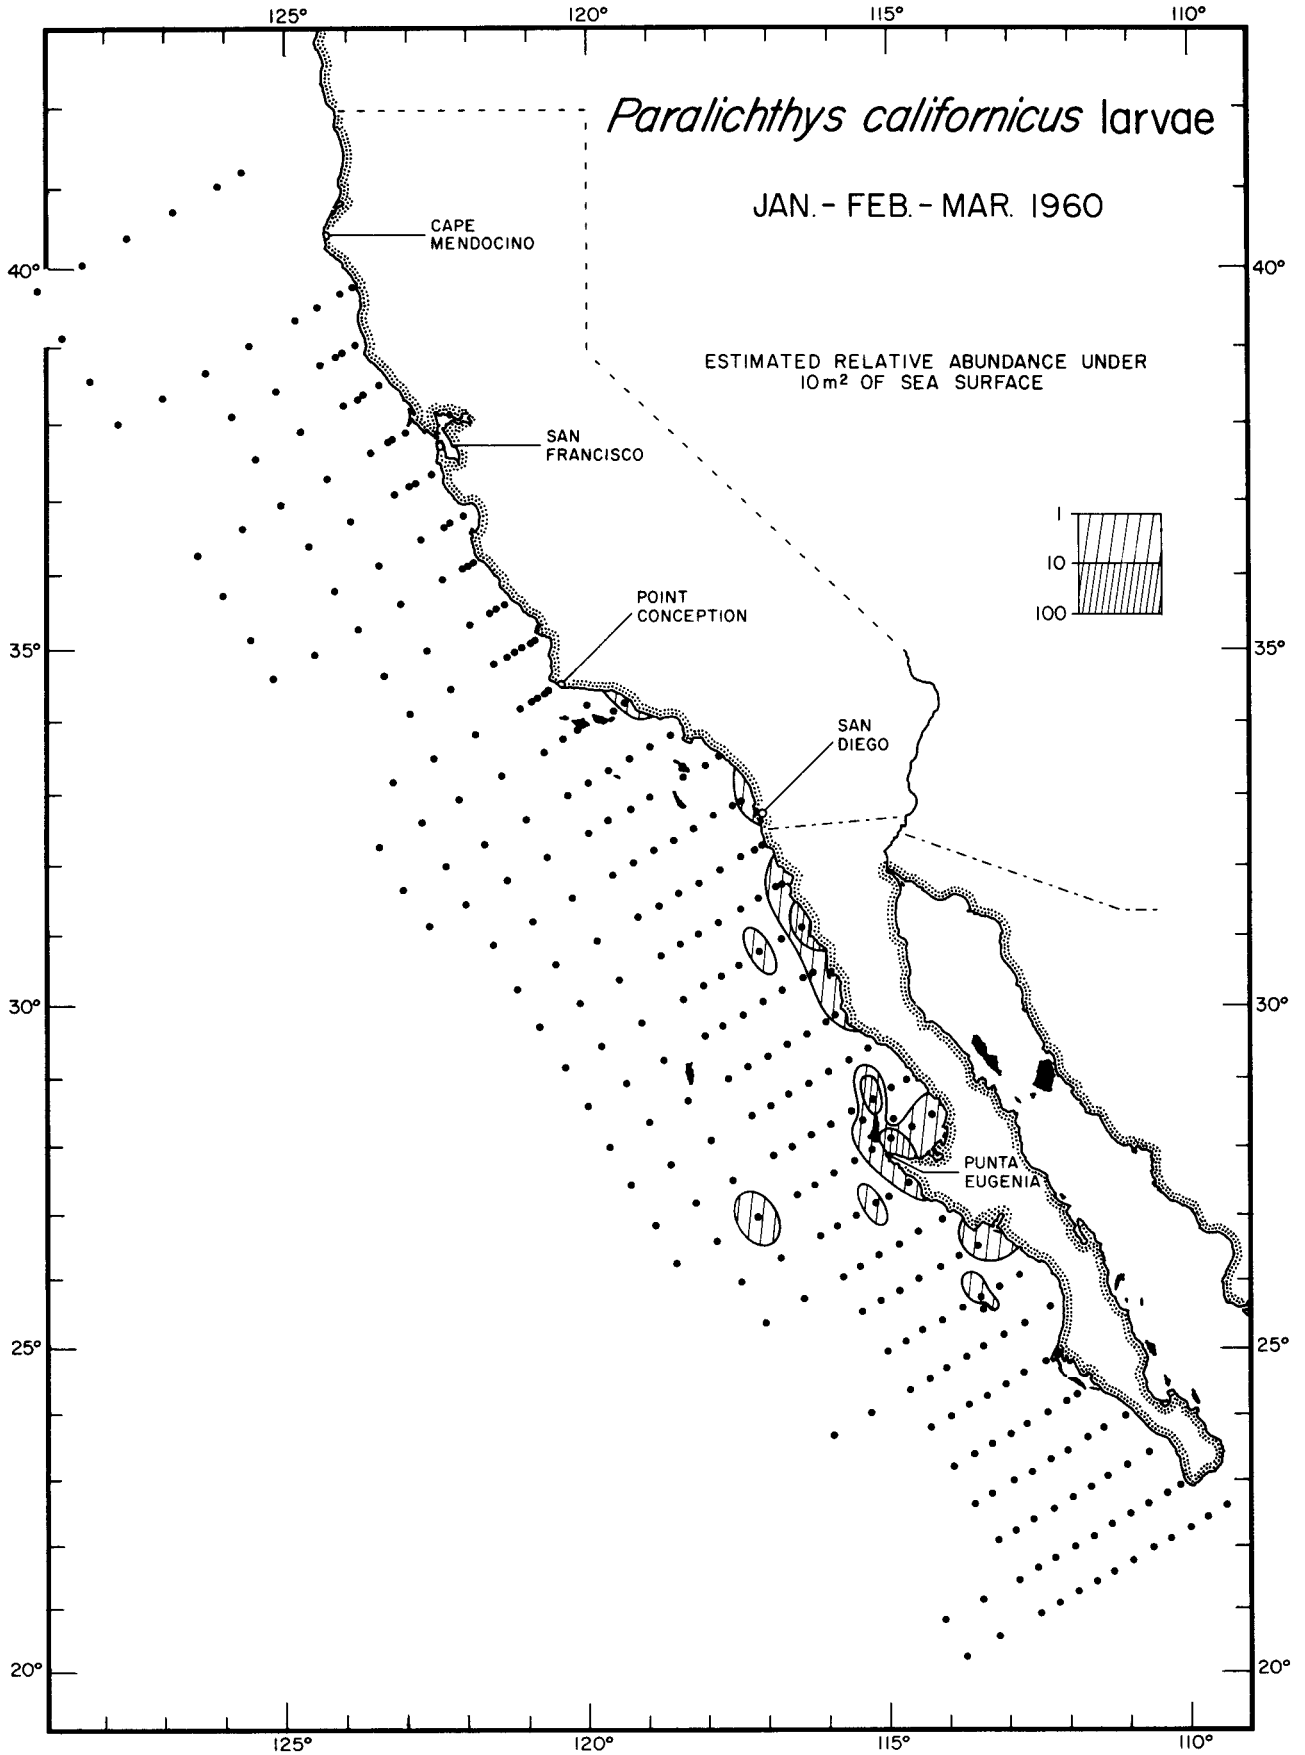 125° 120° 115° 110°
Paralichthys californicus larvae
JAN. - FEB. - MAR. 1960
CAPE
MENDOCINO
40° 40°
ESTIMATED RELATIVE ABUNDANCE UNDER
10m² OF SEA SURFACE
SAN
FRANCISCO
1
10
100
POINT
CONCEPTION
35° 35°
SAN
DIEGO
30° 30°
PUNTA
EUGENIA
25° 25°
20° 20°
125° 120° 115° 110°